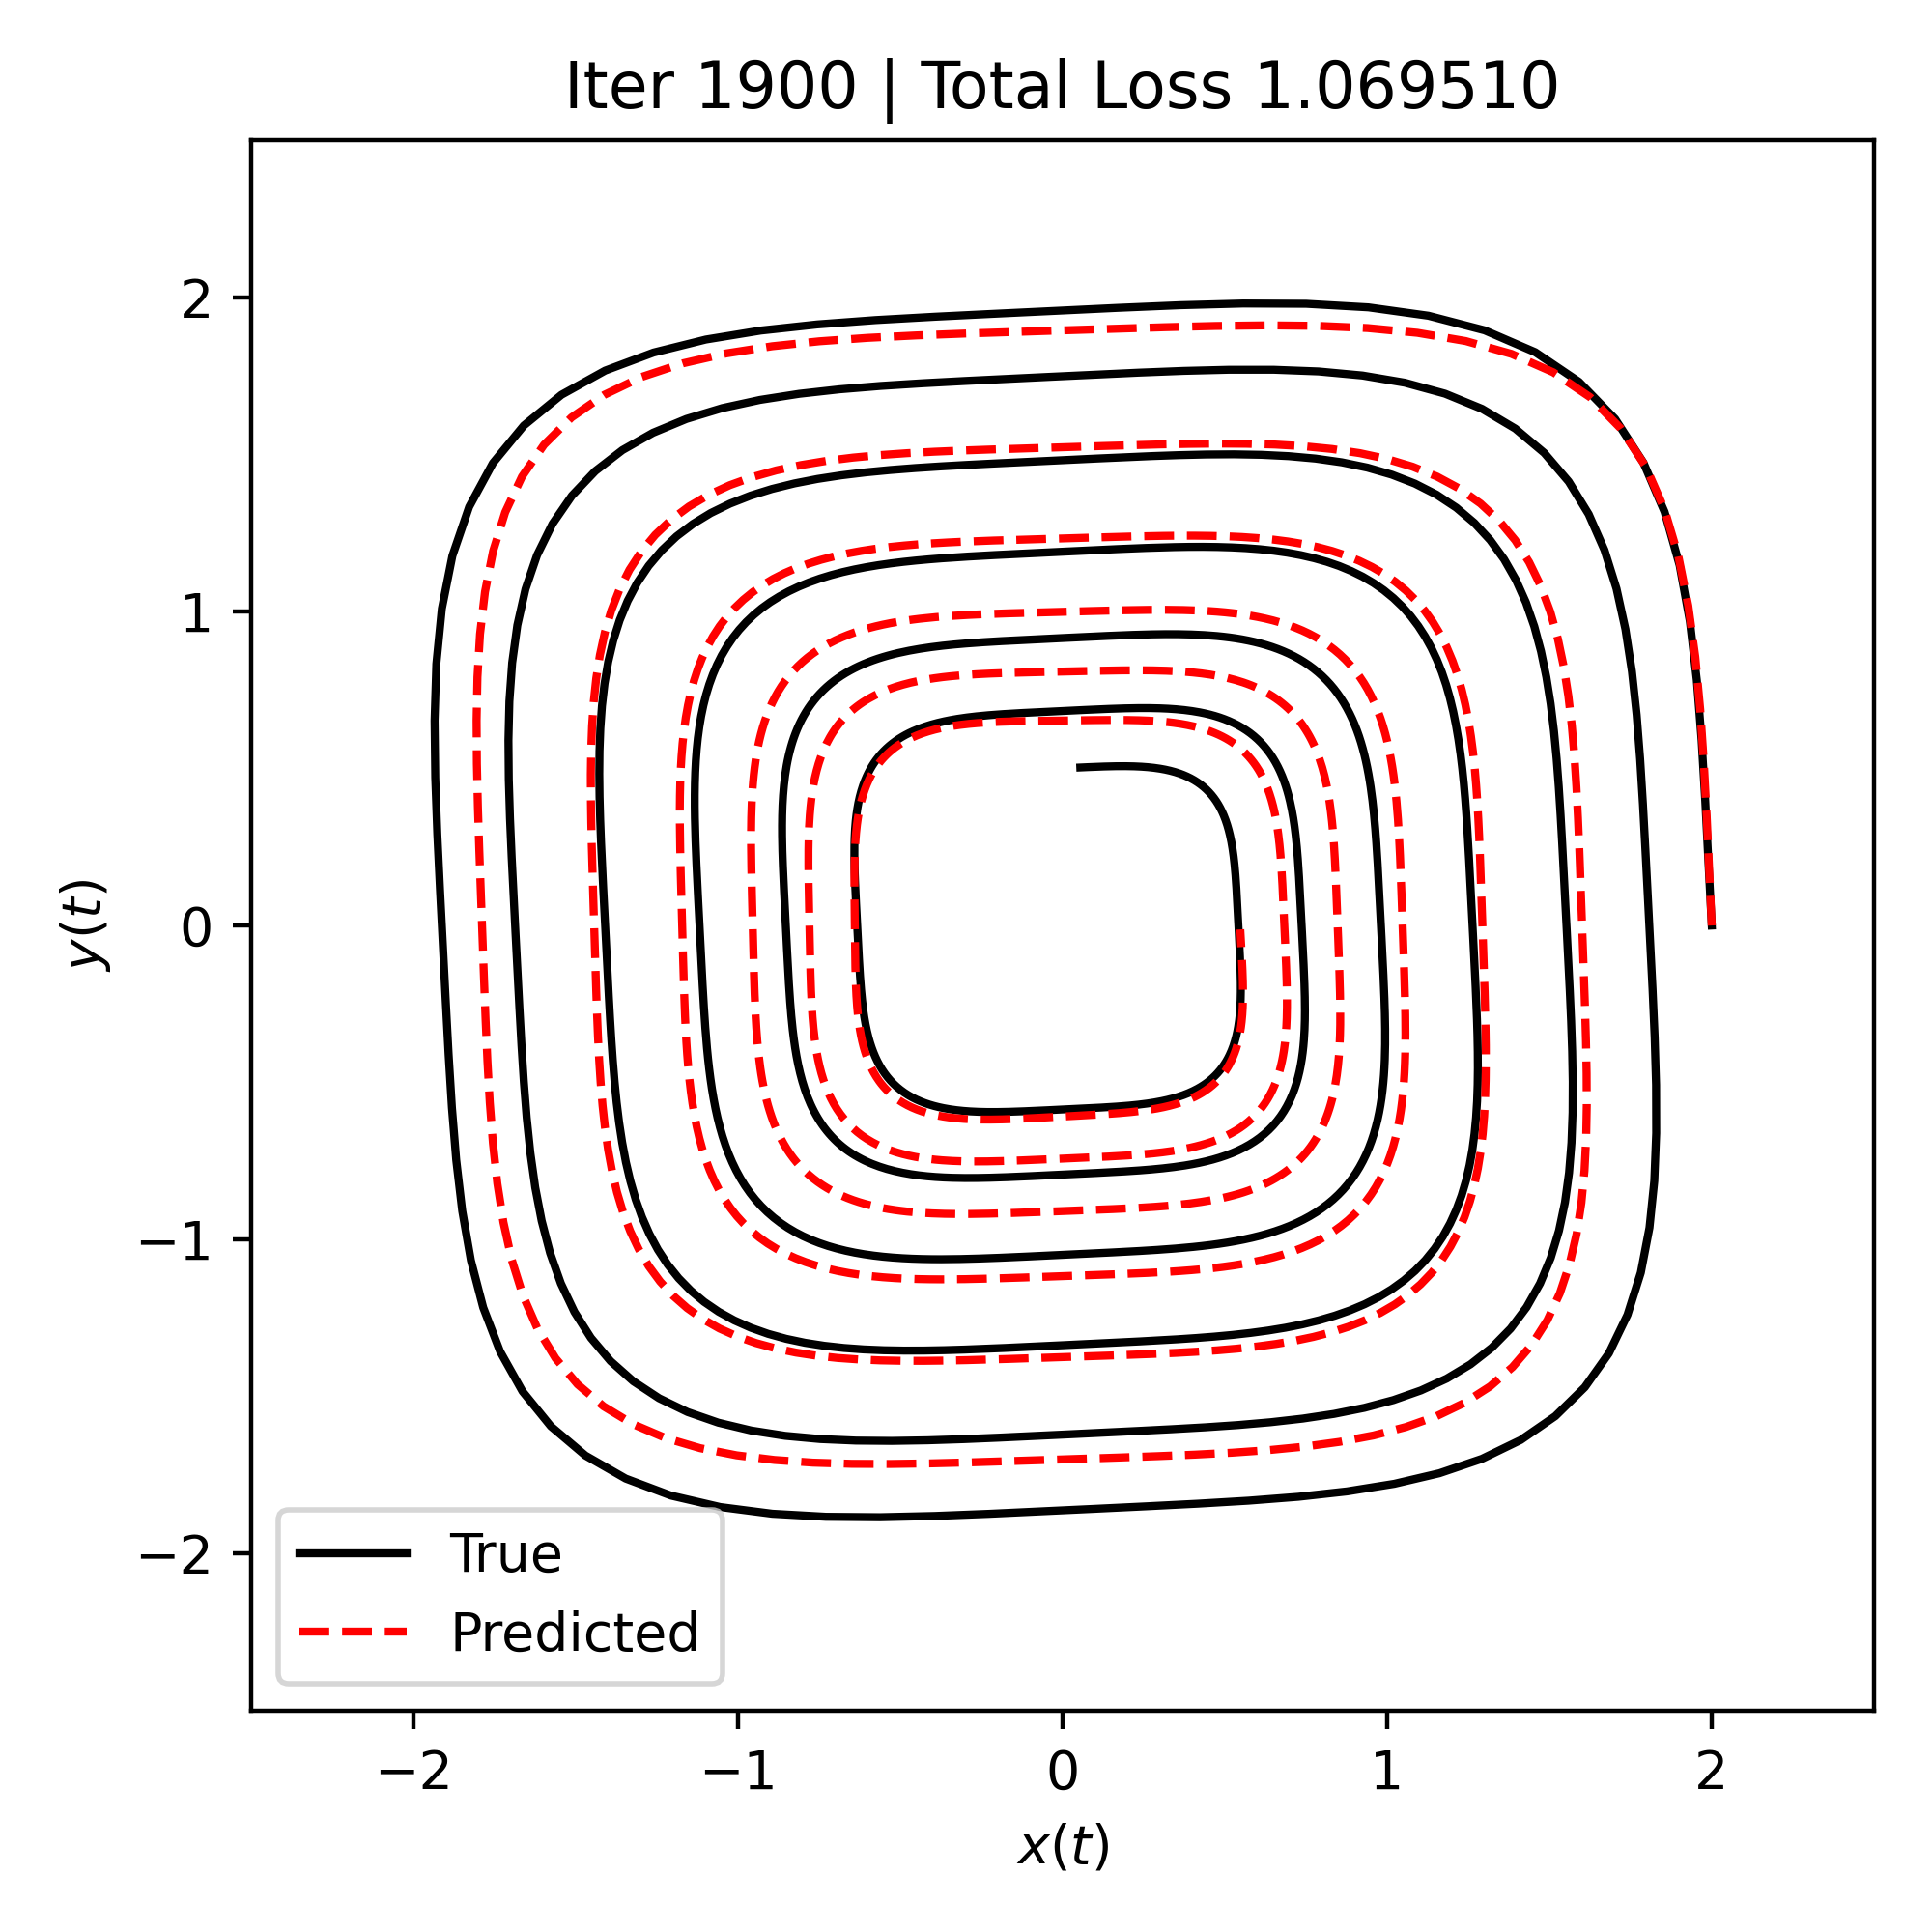 Iter 1900 | Total Loss 1.069510
y(t)
2
1
0
−1
−2
True
Predicted
−2 −1 0 1 2
x(t)